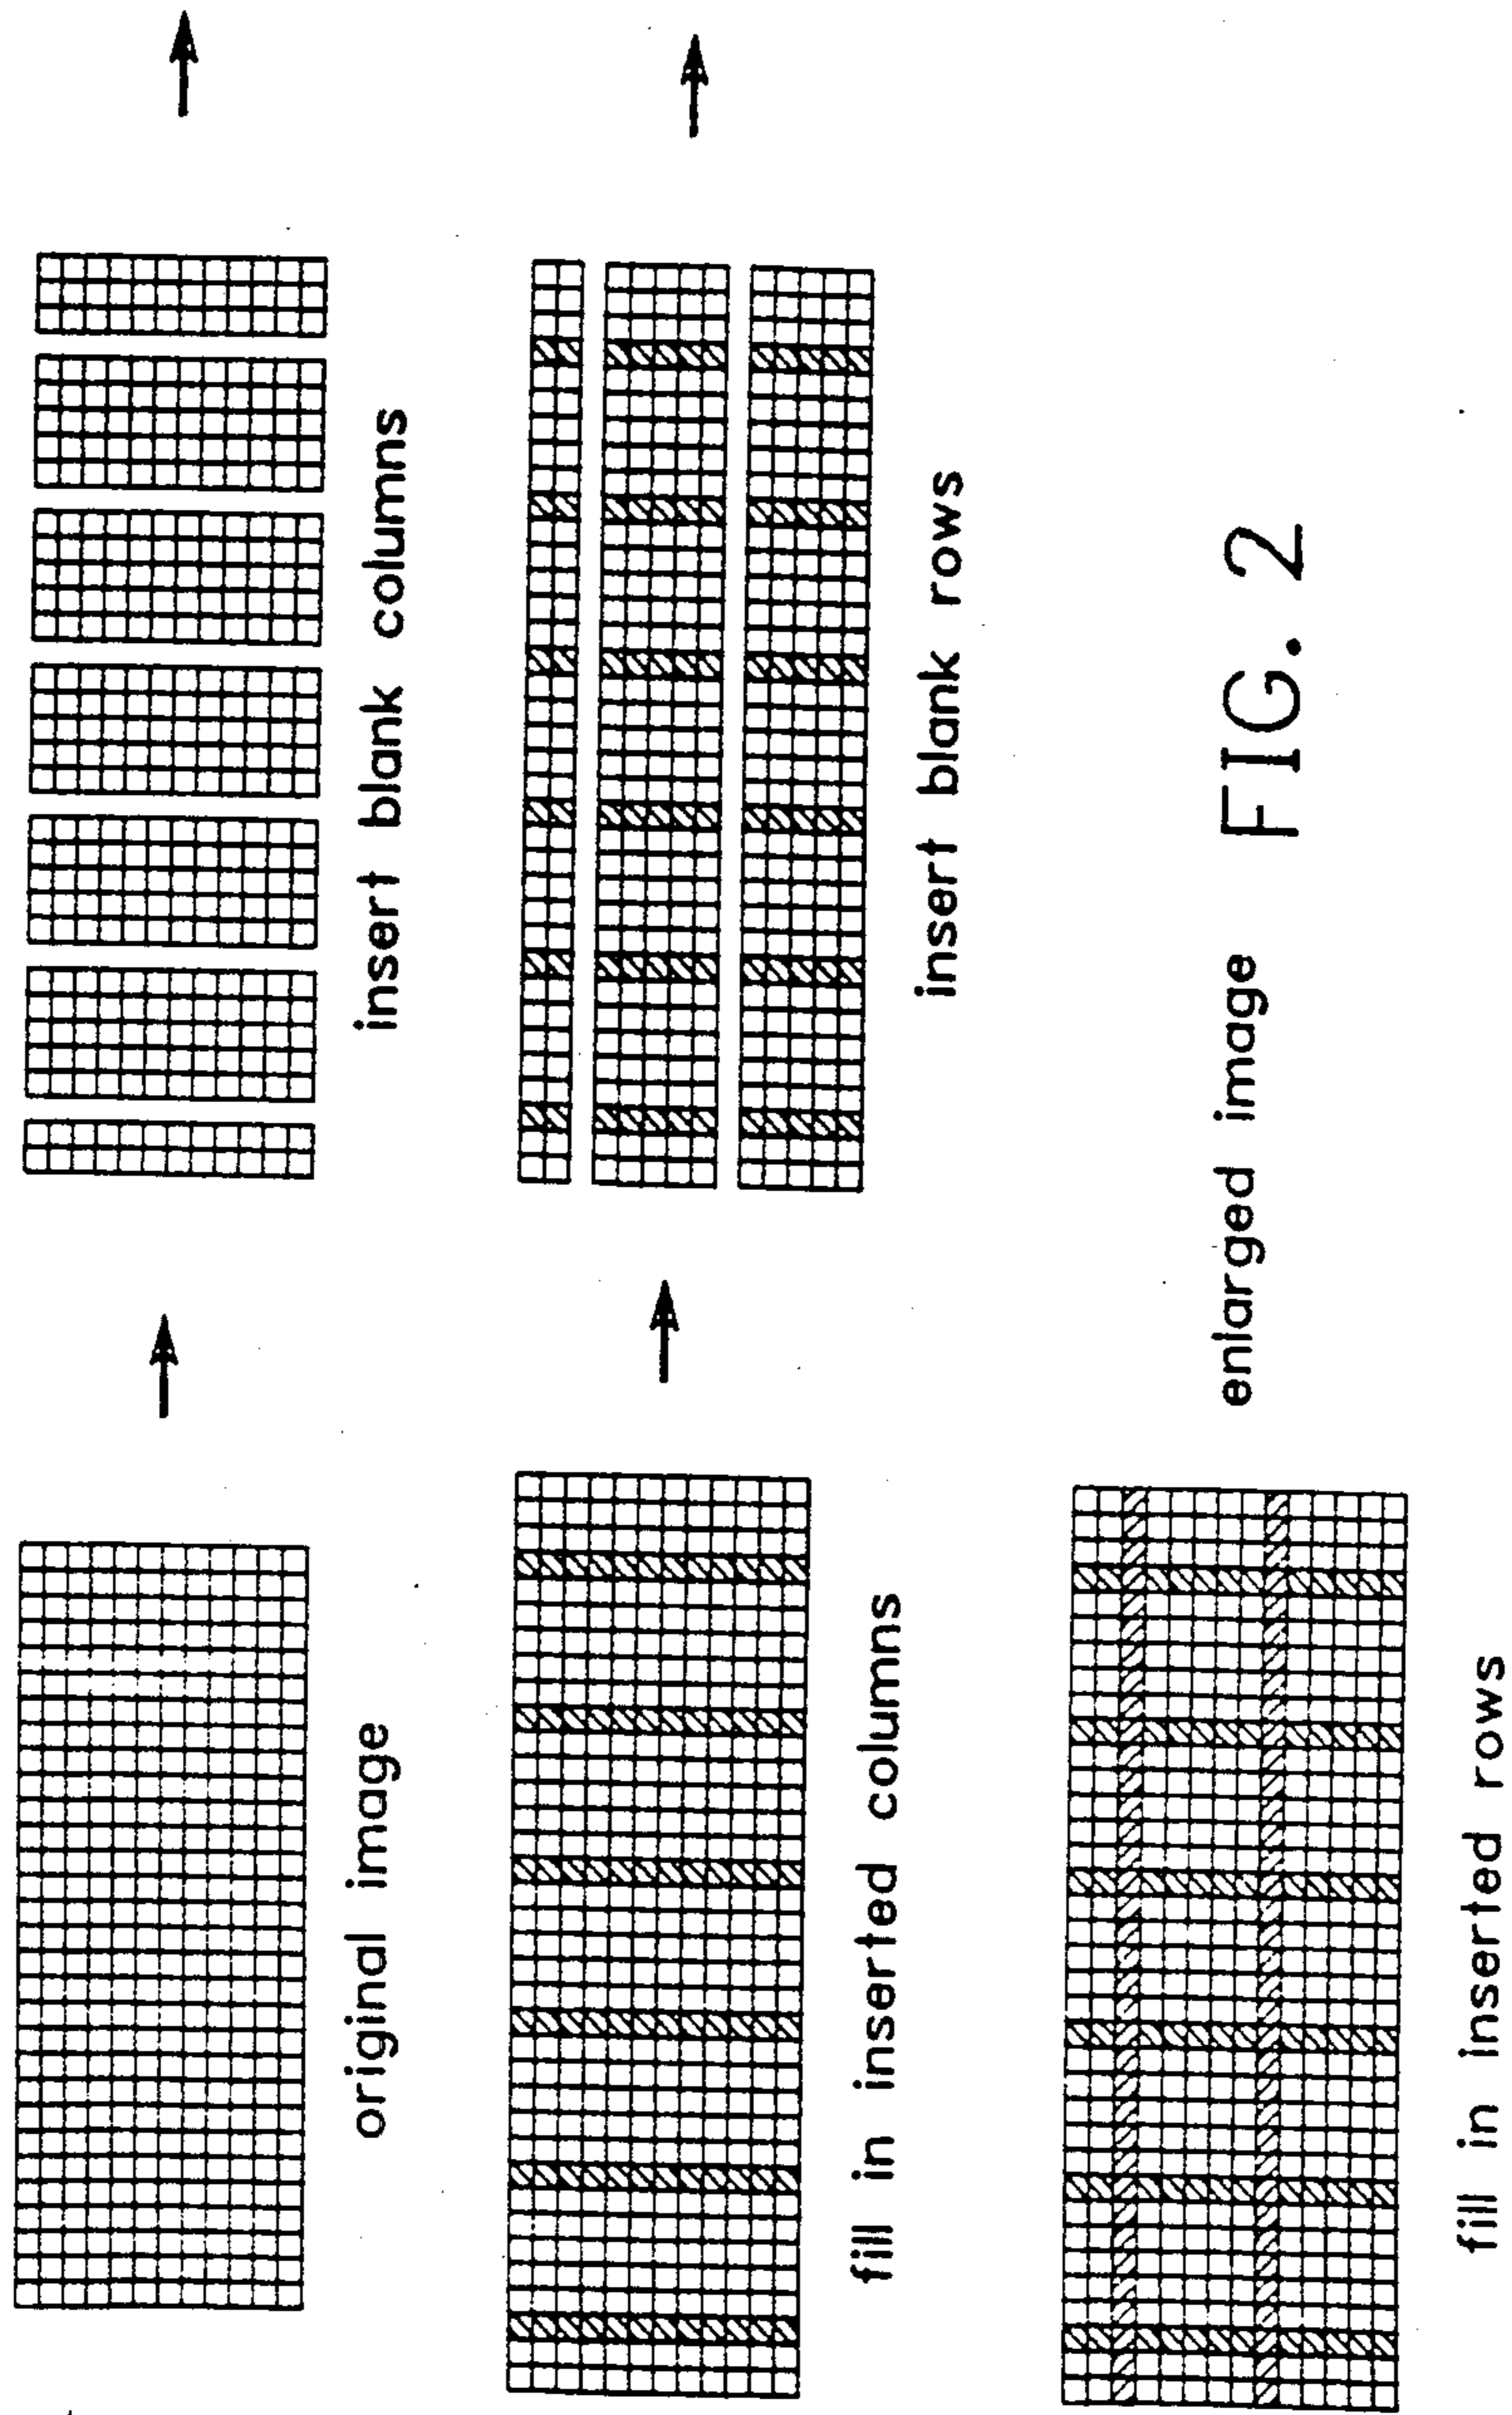 original image
insert blank columns
fill in inserted columns
insert blank rows
fill in inserted rows
enlarged image
FIG. 2